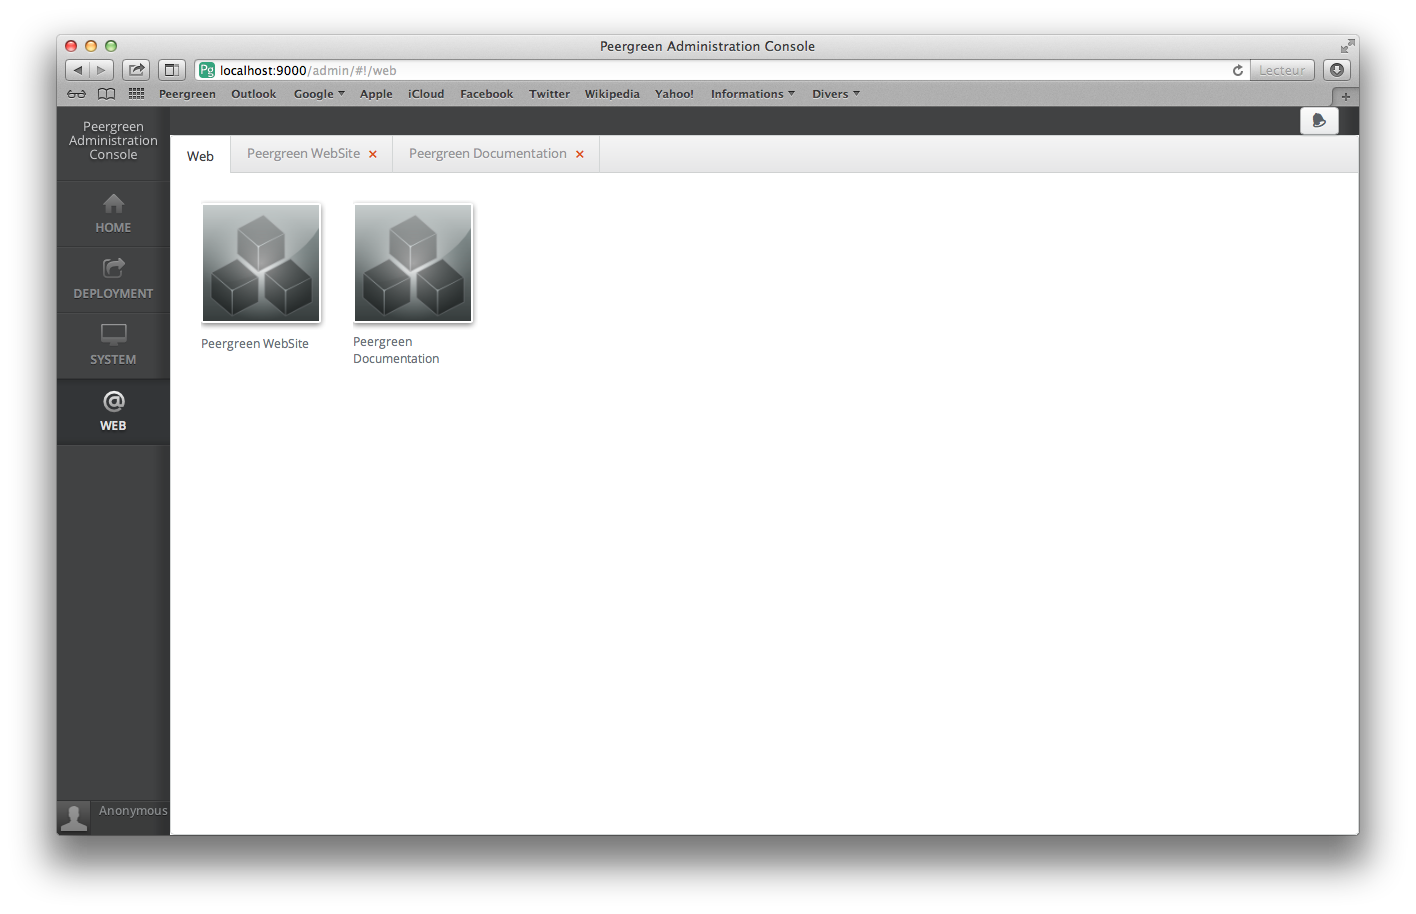 Peergreen Administration Console
Pg localhost:9000/admin/#!/web
Lecteur
Peergreen Outlook Google Apple iCloud Facebook Twitter Wikipedia Yahoo! Informations Divers
Peergreen
Administration
Console
Web
Peergreen WebSite
Peergreen Documentation
HOME
DEPLOYMENT
SYSTEM
@
WEB
Peergreen WebSite
Peergreen
Documentation
Anonymous